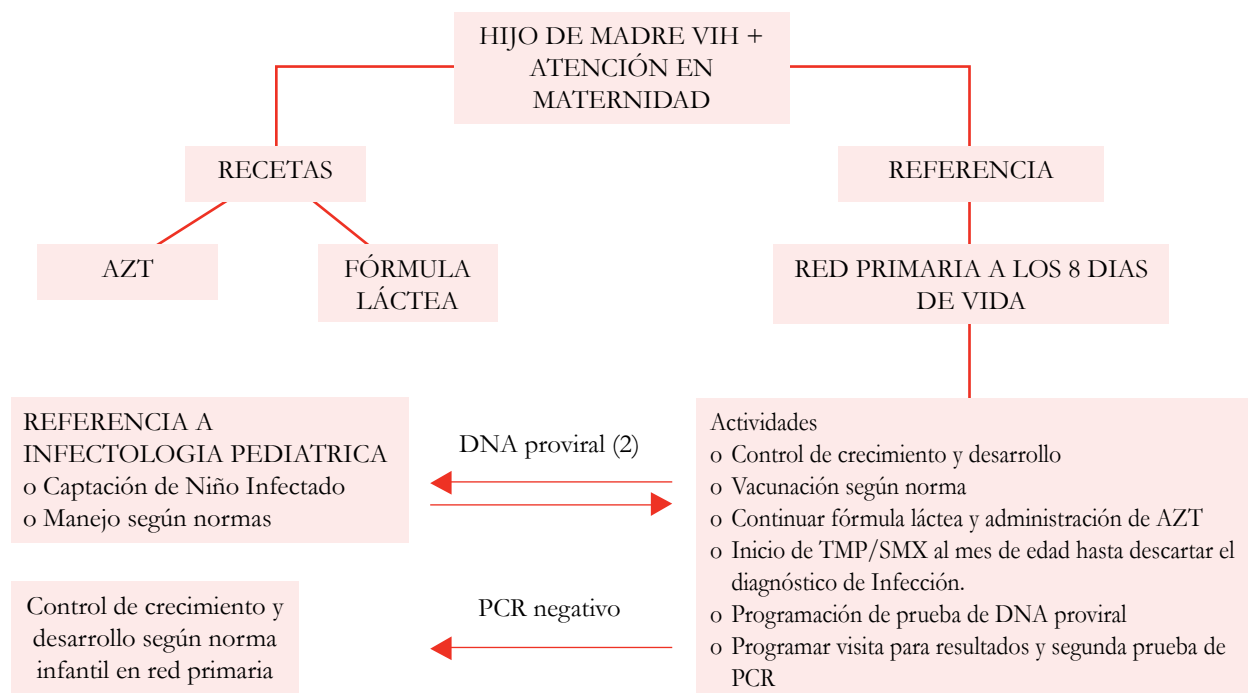 HIJO DE MADRE VIH +
ATENCIÓN EN
MATERNIDAD
RECETAS
REFERENCIA
AZT
FÓRMULA
LÁCTEA
RED PRIMARIA A LOS 8 DIAS
DE VIDA
REFERENCIA A
INFECTOLOGIA PEDIATRICA
o Captación de Niño Infectado
o Manejo según normas
DNA proviral (2)
Actividades
o Control de crecimiento y desarrollo
o Vacunación según norma
o Continuar fórmula láctea y administración de AZT
o Inicio de TMP/SMX al mes de edad hasta descartar el
diagnóstico de Infección.
o Programación de prueba de DNA proviral
o Programar visita para resultados y segunda prueba de
PCR
Control de crecimiento y
desarrollo según norma
infantil en red primaria
PCR negativo